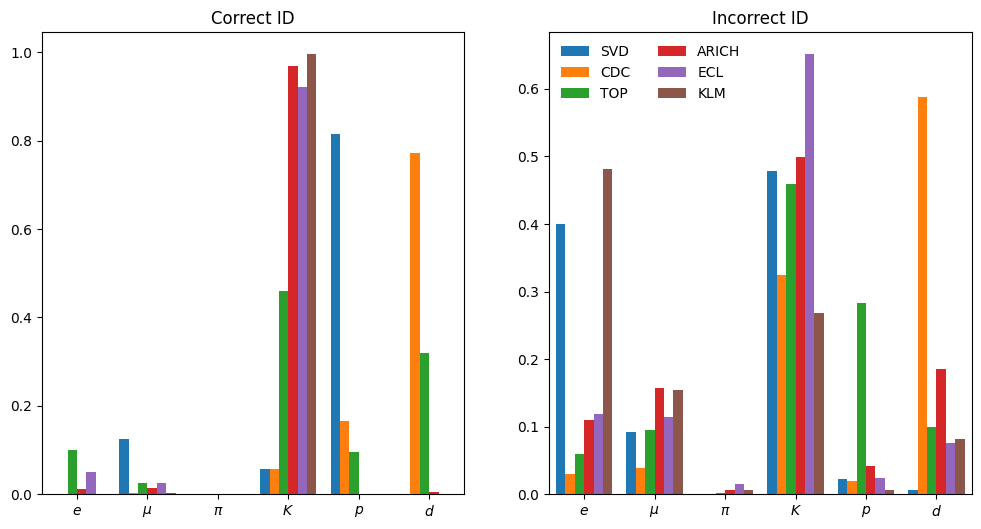 Correct ID
1.0
0.8
0.6
0.4
0.2
0.0
e μ π K p d
Incorrect ID
SVD ARICH
CDC ECL
TOP KLM
0.6
0.5
0.4
0.3
0.2
0.1
0.0
e μ π K p d